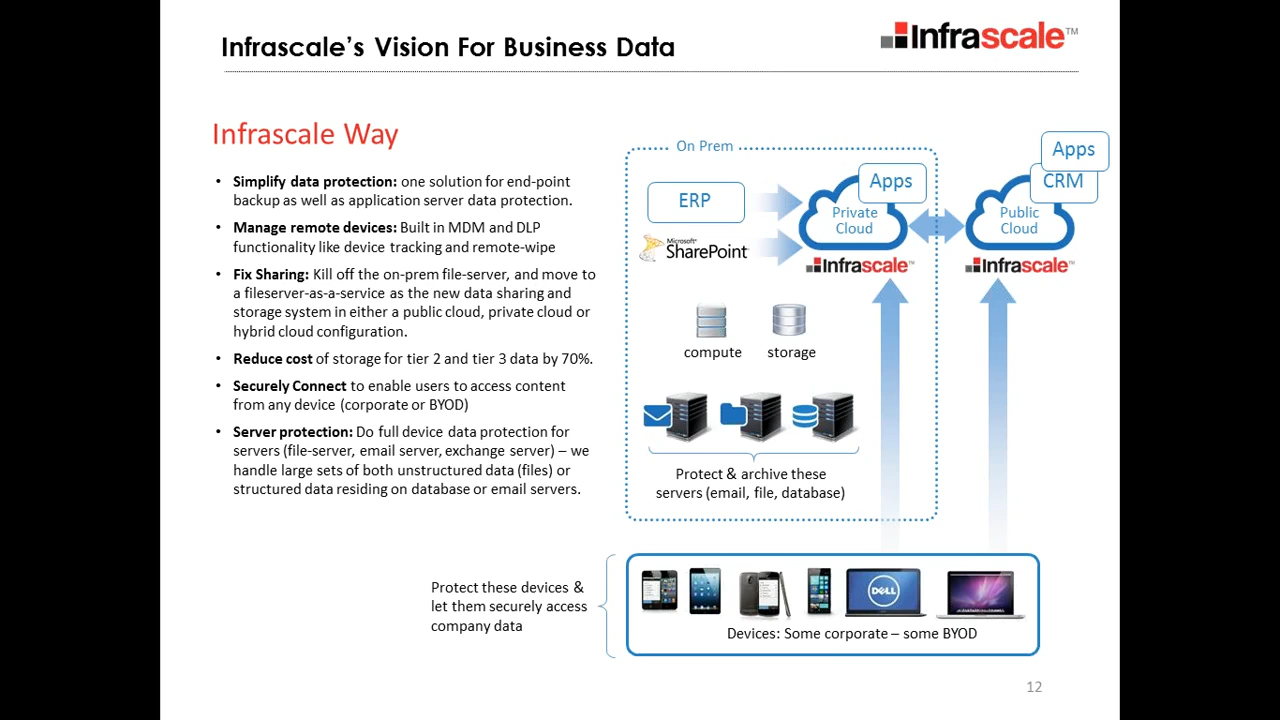 Infrascale's Vision For Business Data
Infrascale™
Infrascale Way
• Simplify data protection: one solution for end-point
backup as well as application server data protection.
• Manage remote devices: Built in MDM and DLP
functionality like device tracking and remote-wipe
• Fix Sharing: Kill off the on-prem file-server, and move to
a fileserver-as-a-service as the new data sharing and
storage system in either a public cloud, private cloud or
hybrid cloud configuration.
• Reduce cost of storage for tier 2 and tier 3 data by 70%.
• Securely Connect to enable users to access content
from any device (corporate or BYOD)
• Server protection: Do full device data protection for
servers (file-server, email server, exchange server) – we
handle large sets of both unstructured data (files) or
structured data residing on database or email servers.
On Prem
Apps
Apps
CRM
ERP
Private
Cloud
Public
Cloud
Microsoft®
SharePoint
Infrascale™
Infrascale™
compute
storage
Protect & archive these
servers (email, file, database)
Protect these devices &
let them securely access
company data
DELL
Devices: Some corporate – some BYOD
12